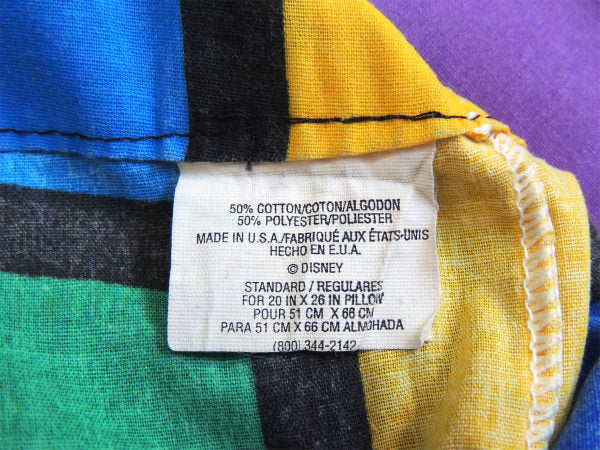 50% COTTON/COTON/ALGODON
50% POLYESTER/POLIESTER
MADE IN U.S.A./FABRIQUÉ AUX ÉTATS-UNIS
HECHO EN E.U.A.
© DISNEY
STANDARD / REGULARES
FOR 20 IN X 26 IN PILLOW
POUR 51 CM X 66 CM
PARA 51 CM X 66 CM ALMOHADA
(800) 344-2142